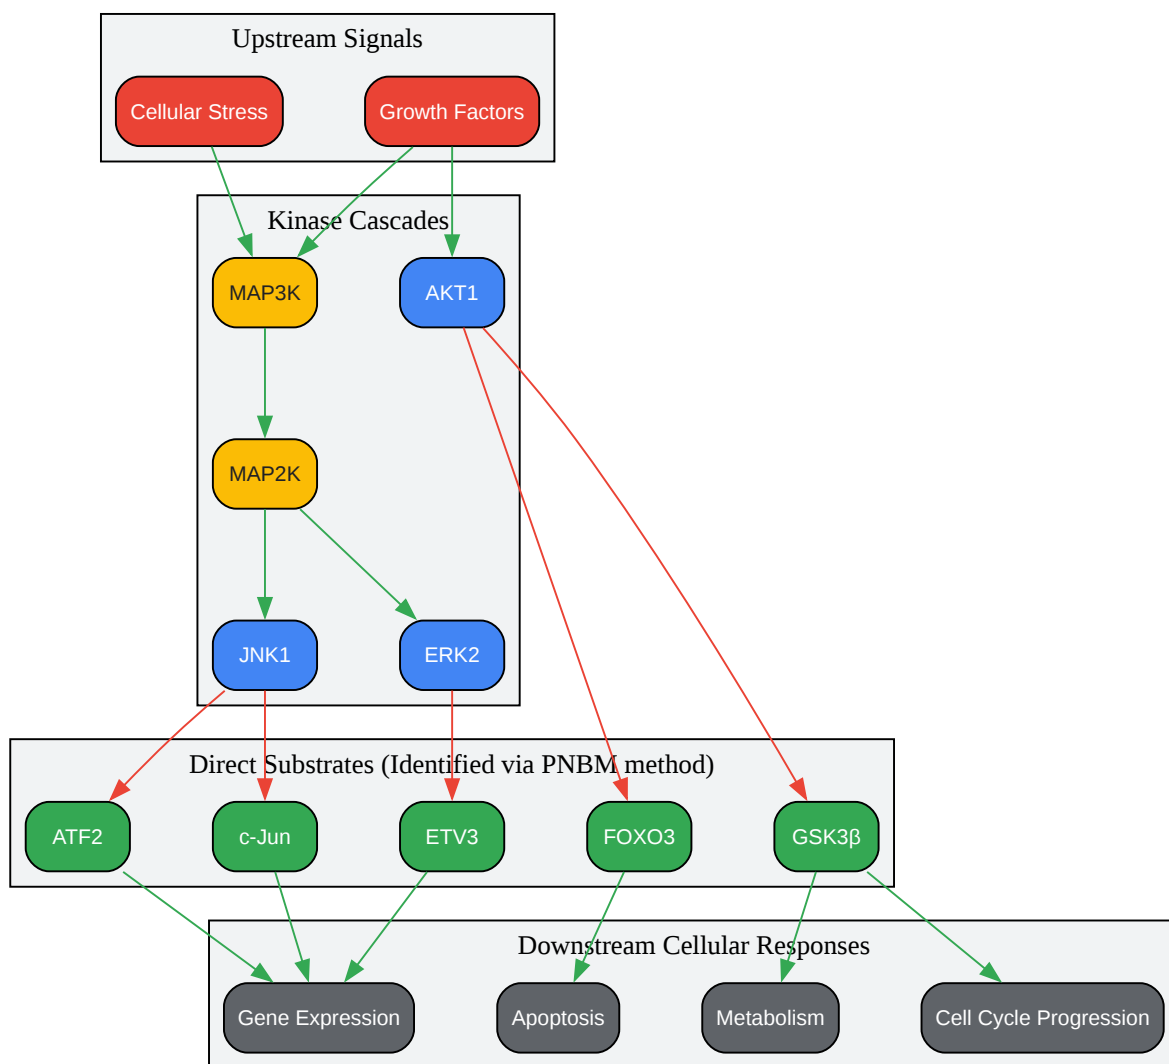 Upstream Signals
Cellular Stress
Growth Factors
Kinase Cascades
MAP3K
AKT1
MAP2K
JNK1
ERK2
Direct Substrates (Identified via PNBM method)
ATF2
c-Jun
ETV3
FOXO3
GSK3β
Downstream Cellular Responses
Gene Expression
Apoptosis
Metabolism
Cell Cycle Progression